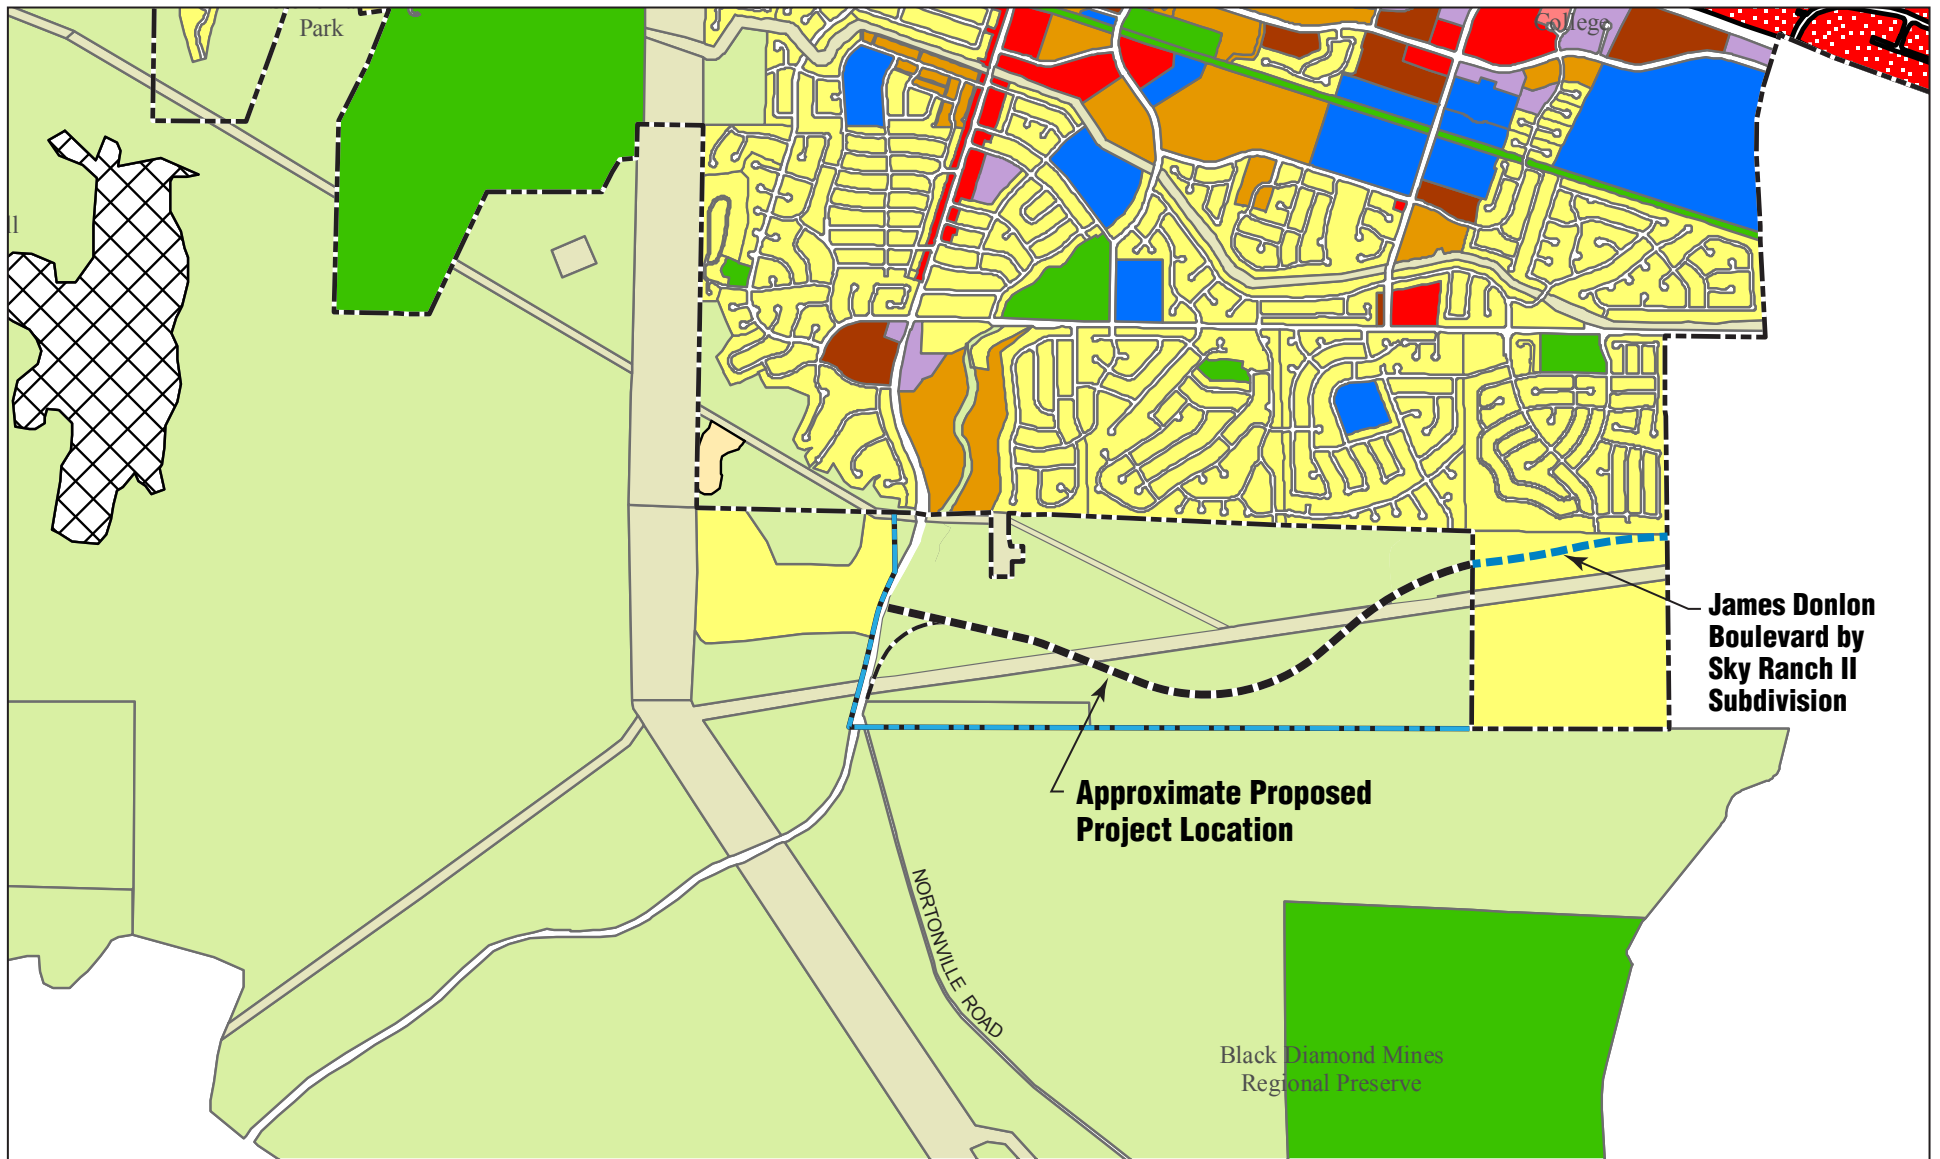 Park
College
ll
James Donlon
Boulevard by
Sky Ranch II
Subdivision
Approximate Proposed
Project Location
NORTONVILLE ROAD
Black Diamond Mines
Regional Preserve